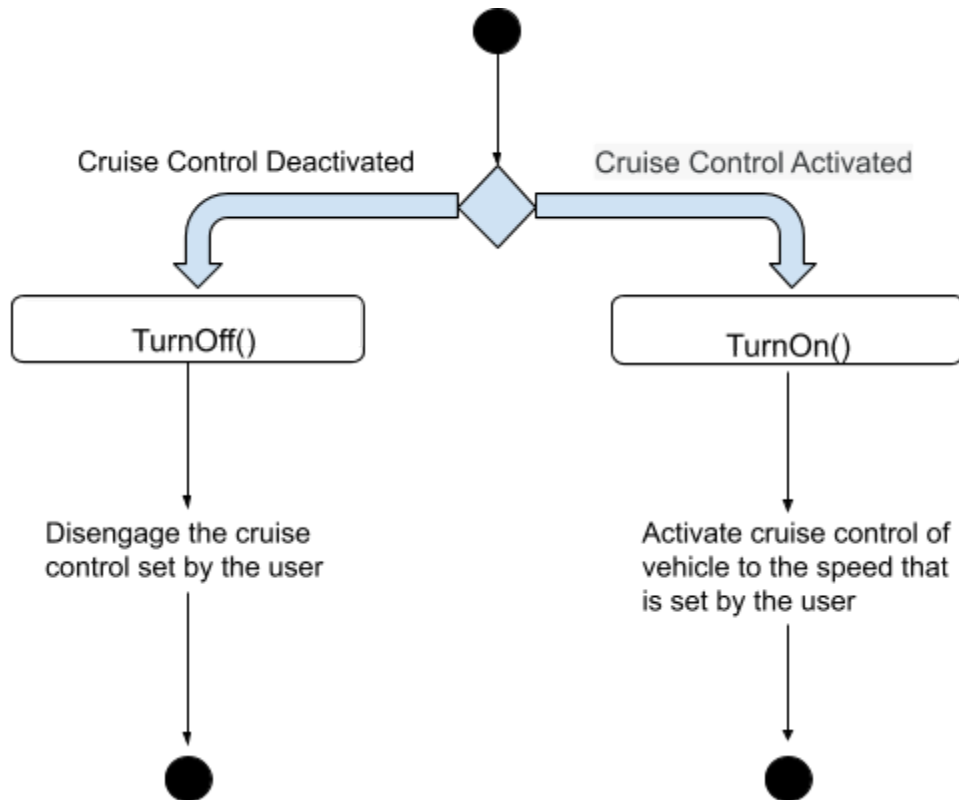 Cruise Control Deactivated
Cruise Control Activated
TurnOff()
TurnOn()
Disengage the cruise
control set by the user
Activate cruise control of
vehicle to the speed that
is set by the user